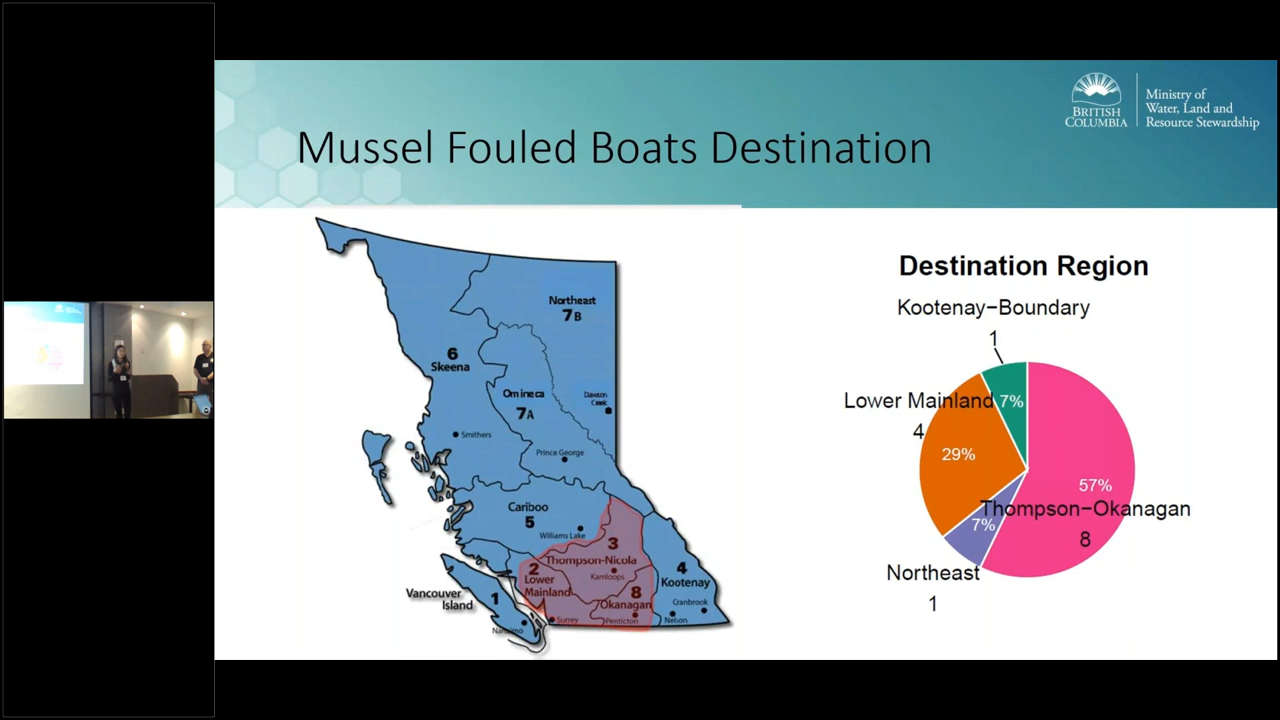 BRITISH
COLUMBIA
Ministry of
Water, Land and
Resource Stewardship
Mussel Fouled Boats Destination
Northeast
7B
6
Skeena
Omineca
7A
Dawson
Creek
Smithers
Prince George
Cariboo
5
Williams Lake
3
Thompson-Nicola
Kamloops
2
Lower
Mainland
4
Kootenay
8
Okanagan
Vancouver
Island
1
Cranbrook
Nelson
Surrey
Penticton
Nanaimo
Destination Region
Kootenay-Boundary
1
7%
Lower Mainland
4
29%
57%
Thompson-Okanagan
8
7%
Northeast
1